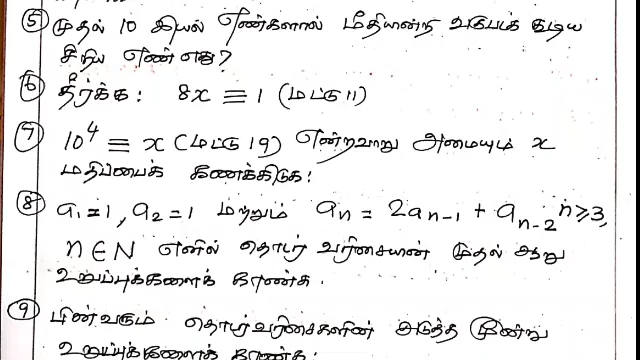 ⑤ முதல் 10 இயல் எண்களால் மீதியின்றி வகுபடக் கூடிய
சிறிய எண் எது?
⑥ தீர்க்க: 8x ≡ 1 (மட்டு 11)
⑦ 10⁴ ≡ x (மட்டு 19) என்றவாறு அமையும் x
மதிப்பைக் கணக்கிடுக:
⑧ a₁=1, a₂=1 மற்றும் aₙ = 2aₙ₋₁ + aₙ₋₂ n≥3,
n∈N எனில் தொடர் வரிசையின் முதல் ஆறு
உறுப்புக்களைக் காண்க.
⑨ பின்வரும் தொடர்வரிசைகளின் அடுத்த மூன்று
உறுப்புக்களைக் காண்க: